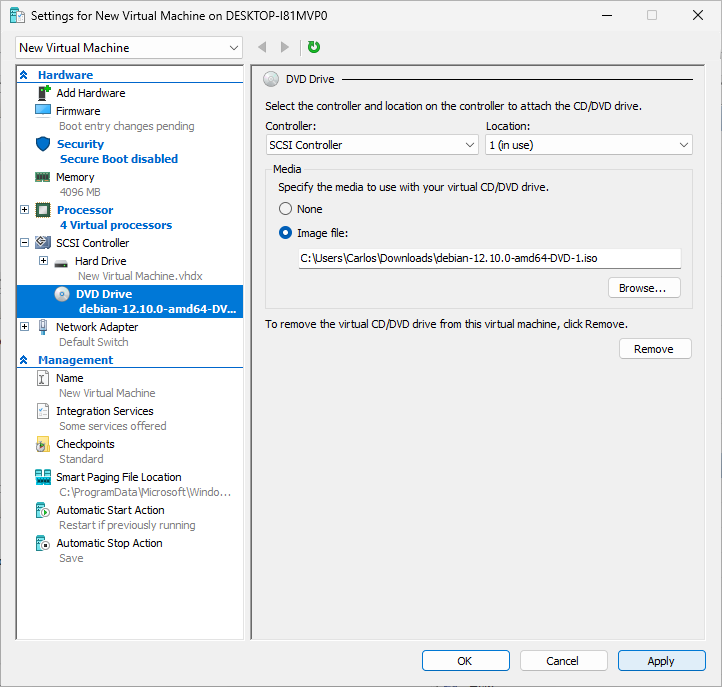 Settings for New Virtual Machine on DESKTOP-I81MVP0
New Virtual Machine
Hardware
Add Hardware
Firmware
Boot entry changes pending
Security
Secure Boot disabled
Memory
4096 MB
Processor
4 Virtual processors
SCSI Controller
Hard Drive
New Virtual Machine.vhdx
DVD Drive
debian-12.10.0-amd64-DV...
Network Adapter
Default Switch
Management
Name
New Virtual Machine
Integration Services
Some services offered
Checkpoints
Standard
Smart Paging File Location
C:\ProgramData\Microsoft\Windo...
Automatic Start Action
Restart if previously running
Automatic Stop Action
Save
DVD Drive
Select the controller and location on the controller to attach the CD/DVD drive.
Controller: Location:
SCSI Controller 1 (in use)
Media
Specify the media to use with your virtual CD/DVD drive.
None
Image file:
C:\Users\Carlos\Downloads\debian-12.10.0-amd64-DVD-1.iso
Browse...
To remove the virtual CD/DVD drive from this virtual machine, click Remove.
Remove
OK Cancel Apply